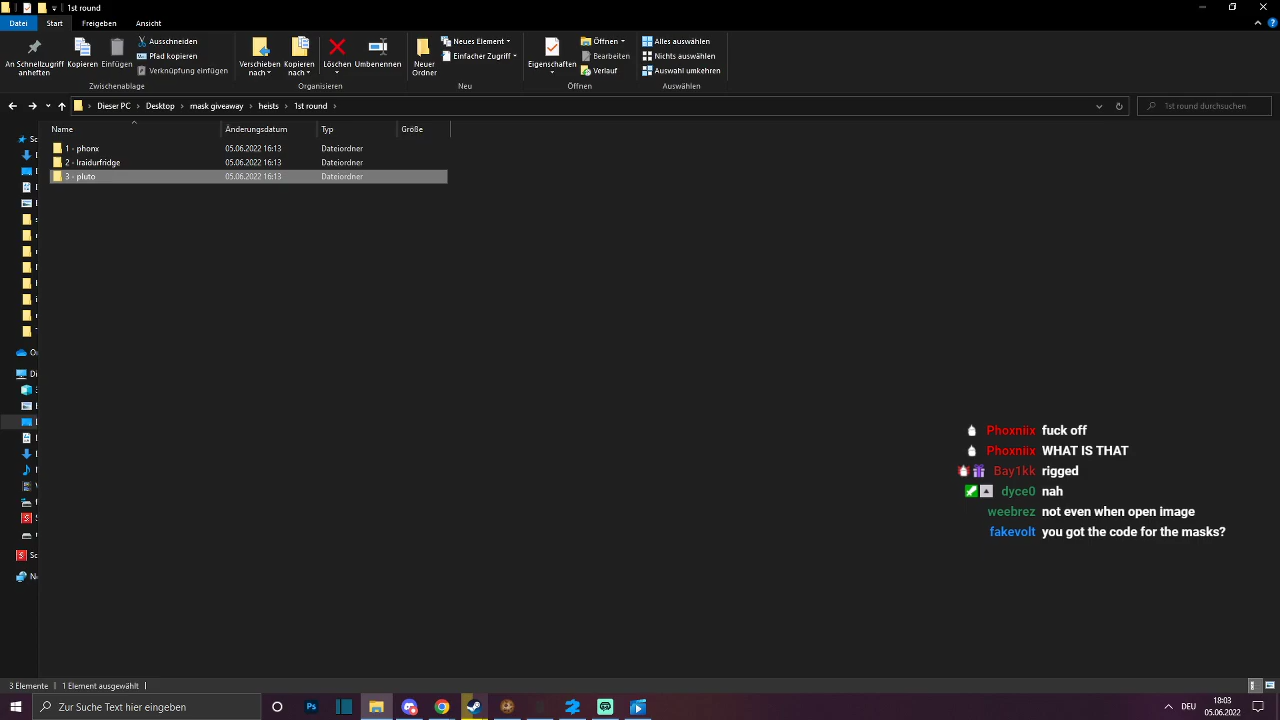 1st round
Datei Start Freigeben Ansicht
An Schnellzugriff anheften
Kopieren
Einfügen
Ausschneiden
Pfad kopieren
Verknüpfung einfügen
Zwischenablage
Verschieben nach
Kopieren nach
Löschen
Umbenennen
Organisieren
Neuer Ordner
Neues Element
Einfacher Zugriff
Neu
Eigenschaften
Öffnen
Bearbeiten
Verlauf
Öffnen
Alles auswählen
Nichts auswählen
Auswahl umkehren
Auswählen
Dieser PC > Desktop > mask giveaway > heists > 1st round >
1st round durchsuchen
Name Änderungsdatum Typ Größe
1 - phonx 05.06.2022 16:13 Dateiordner
2 - lraidurfridge 05.06.2022 16:13 Dateiordner
3 - pluto 05.06.2022 16:13 Dateiordner
Phoxniix fuck off
Phoxniix WHAT IS THAT
Bay1kk rigged
dyce0 nah
weebrez not even when open image
fakevolt you got the code for the masks?
3 Elemente 1 Element ausgewählt
Zur Suche Text hier eingeben
Ps
DEU
18:03
05.06.2022